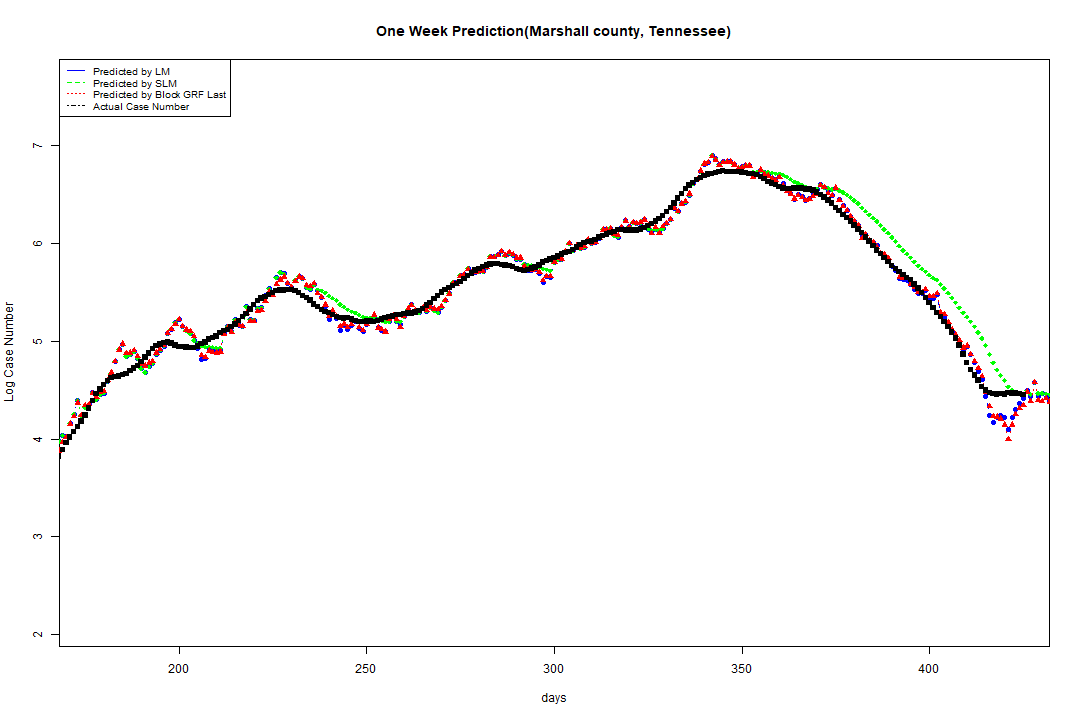 One Week Prediction(Marshall county, Tennessee)
Predicted by LM
Predicted by SLM
Predicted by Block GRF Last
Actual Case Number
7
6
5
4
3
2
Log Case Number
200 250 300 350 400
days